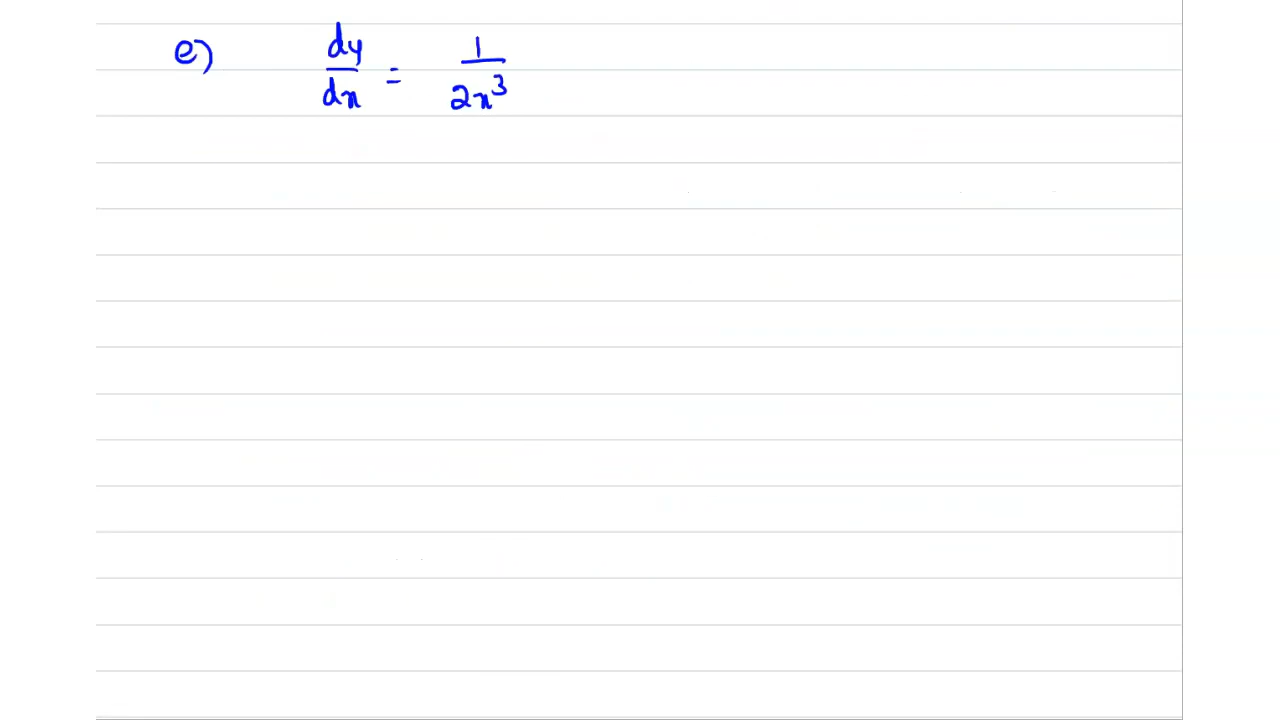 e) dy/dx = 1/2x³